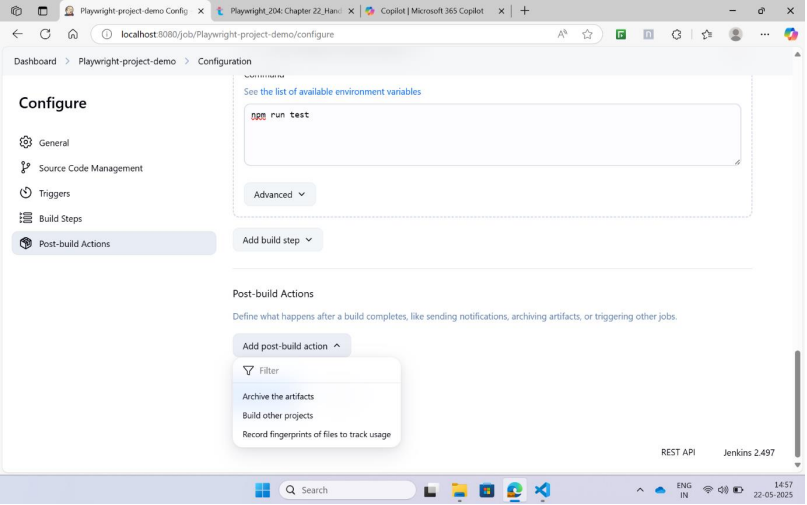 Playwright-project-demo Config
Playwright_204: Chapter 22_Hand
Copilot | Microsoft 365 Copilot
localhost:8080/job/Playwright-project-demo/configure
Dashboard > Playwright-project-demo > Configuration
Configure
General
Source Code Management
Triggers
Build Steps
Post-build Actions
Command
See the list of available environment variables
npm run test
Advanced
Add build step
Post-build Actions
Define what happens after a build completes, like sending notifications, archiving artifacts, or triggering other jobs.
Add post-build action
Filter
Archive the artifacts
Build other projects
Record fingerprints of files to track usage
REST API Jenkins 2.497
Search
ENG
IN
14:57
22-05-2025